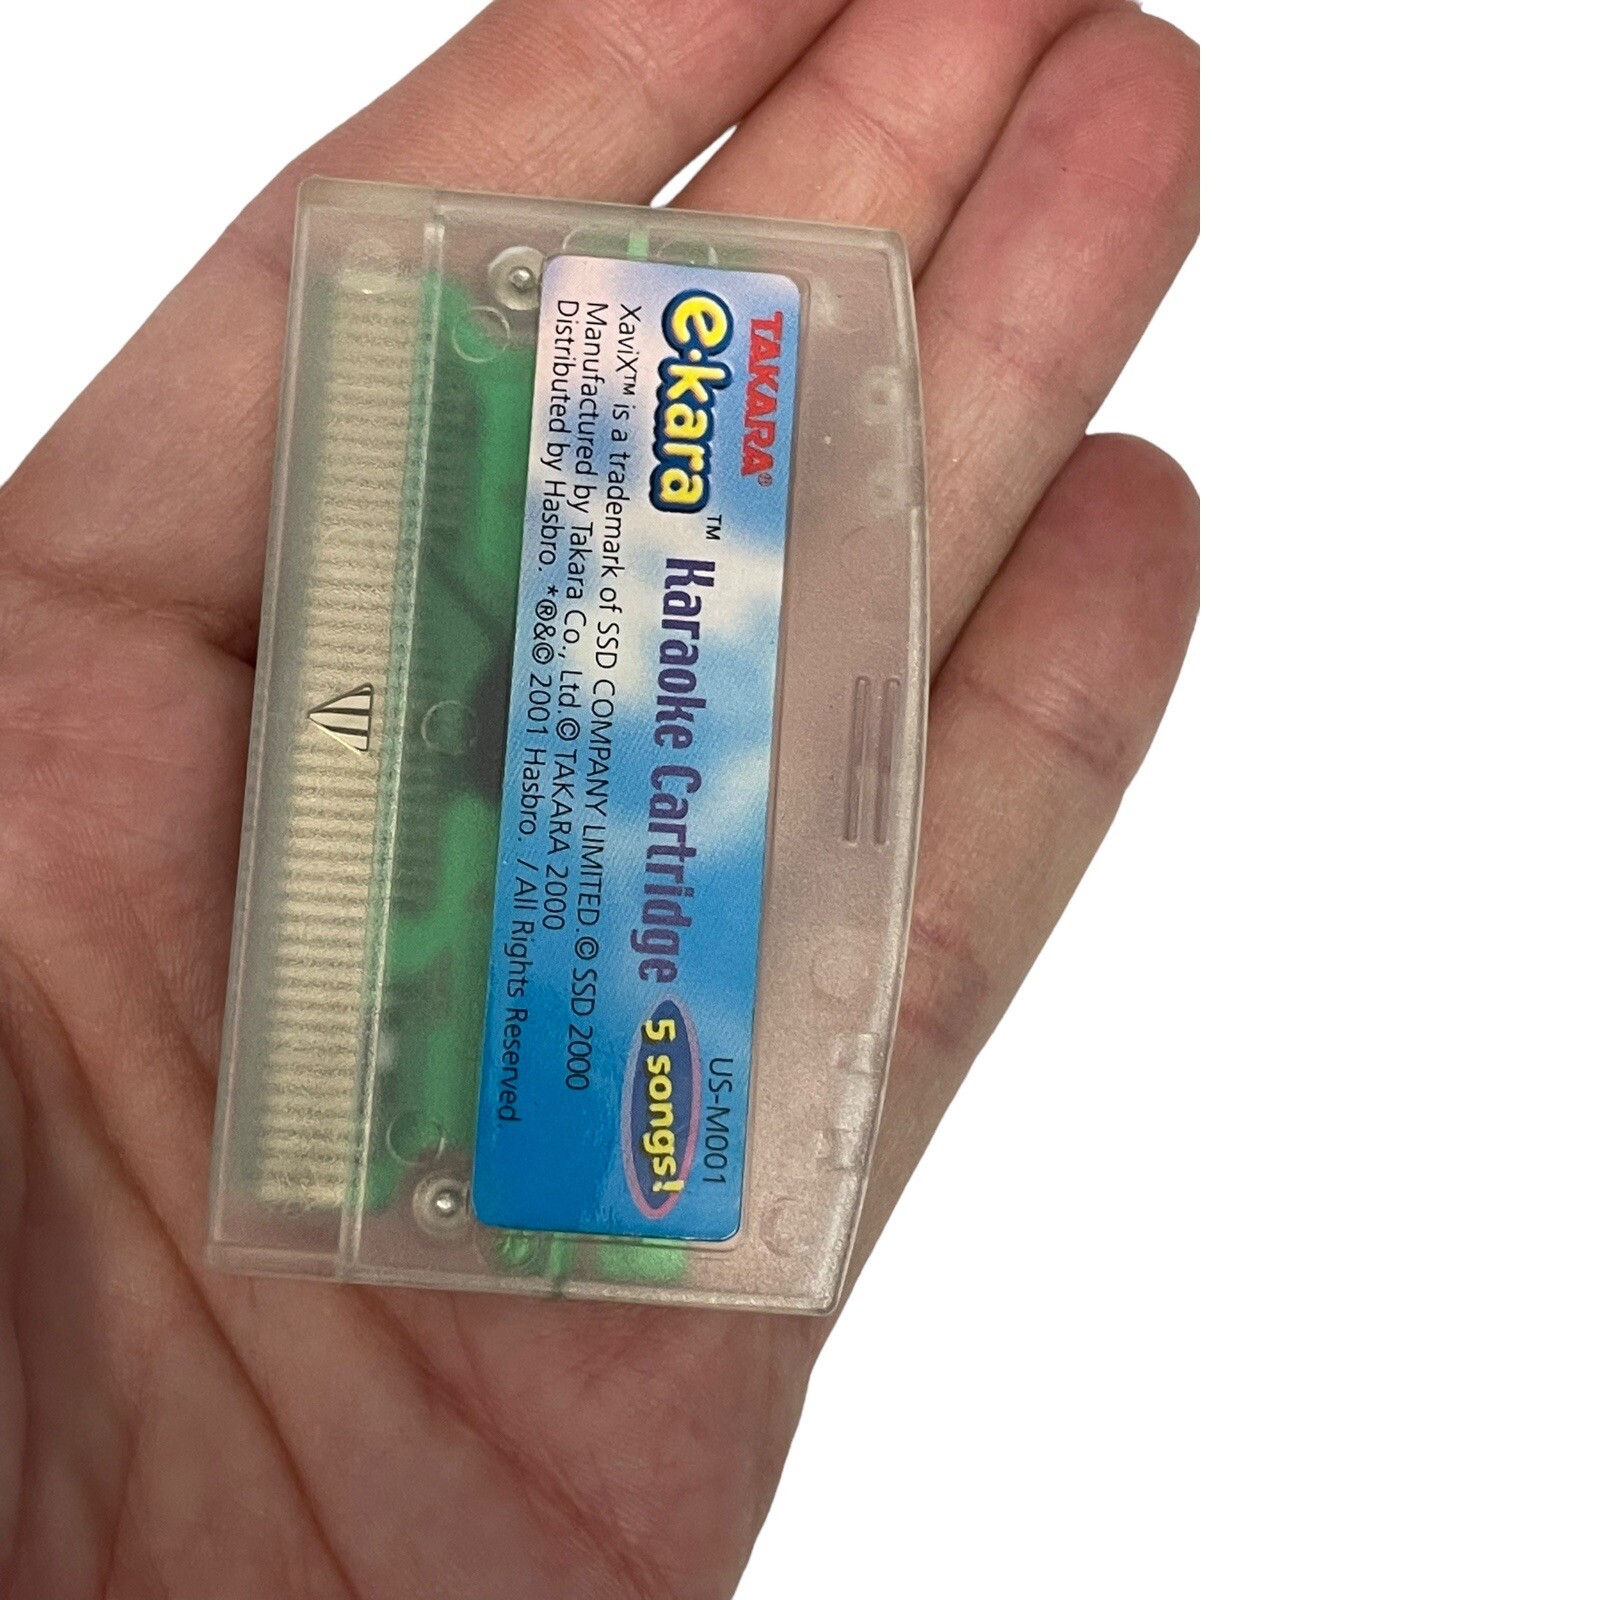 TAKARA®
US-M001
e·kara™ Karaoke Cartridge 5 songs!
XaviX™ is a trademark of SSD COMPANY LIMITED.© SSD 2000
Manufactured by Takara Co., Ltd.© TAKARA 2000
Distributed by Hasbro. *®&© 2001 Hasbro. / All Rights Reserved.